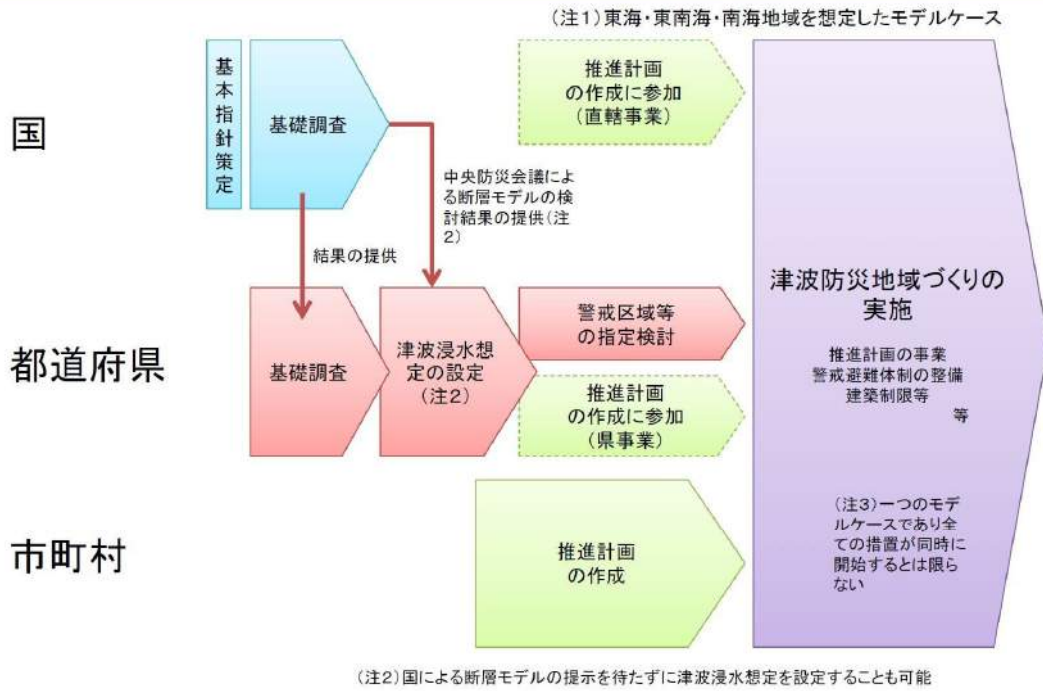 (注1)東海・東南海・南海地域を想定したモデルケース
国
基本指針策定
基礎調査
推進計画
の作成に参加
(直轄事業)
中央防災会議によ
る断層モデルの検
討結果の提供(注
2)
結果の提供
都道府県
基礎調査
津波浸水想
定の設定
(注2)
警戒区域等
の指定検討
推進計画
の作成に参加
(県事業)
津波防災地域づくりの
実施
推進計画の事業
警戒避難体制の整備
建築制限等
等
市町村
推進計画
の作成
(注3)一つのモデ
ルケースであり全
ての措置が同時に
開始するとは限ら
ない
(注2)国による断層モデルの提示を待たずに津波浸水想定を設定することも可能